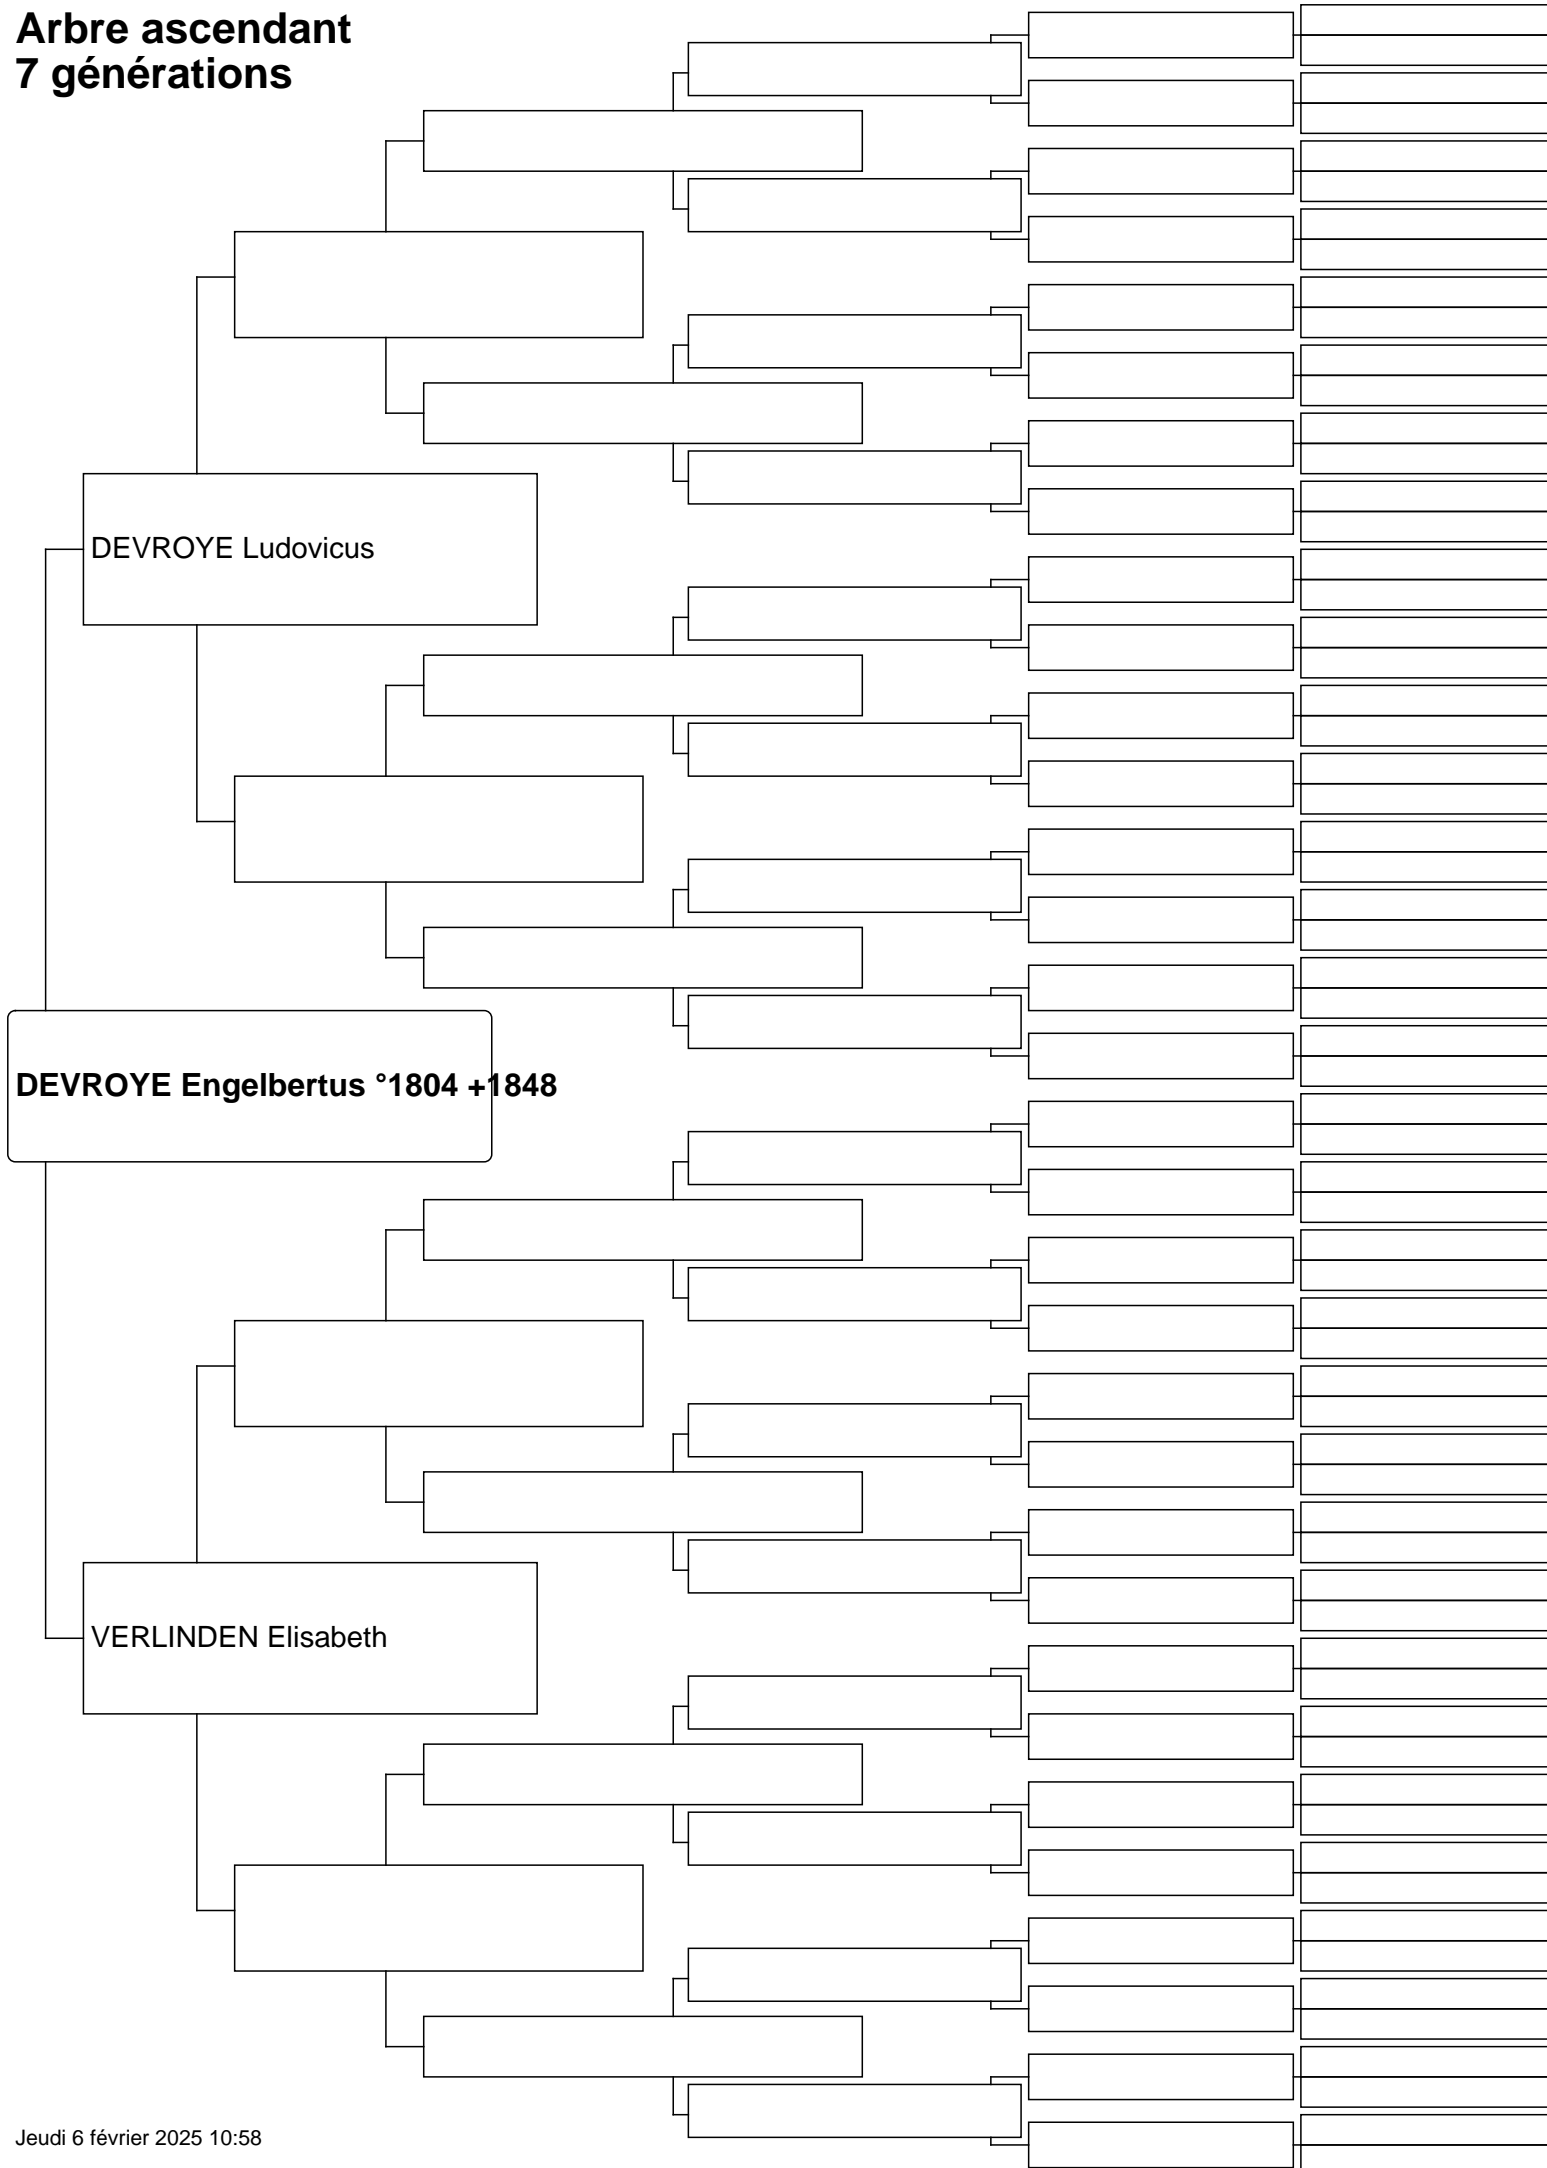 Arbre ascendant
7 générations
DEVROYE Ludovicus
DEVROYE Engelbertus °1804 +1848
VERLINDEN Elisabeth
Jeudi 6 février 2025 10:58